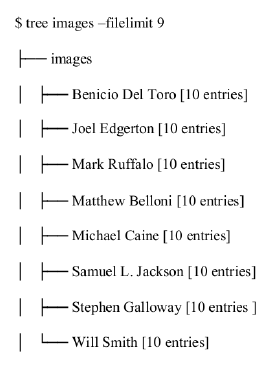 $ tree images –filelimit 9
├── images
│ ├── Benicio Del Toro [10 entries]
│ ├── Joel Edgerton [10 entries]
│ ├── Mark Ruffalo [10 entries]
│ ├── Matthew Belloni [10 entries]
│ ├── Michael Caine [10 entries]
│ ├── Samuel L. Jackson [10 entries]
│ ├── Stephen Galloway [10 entries ]
│ └── Will Smith [10 entries]